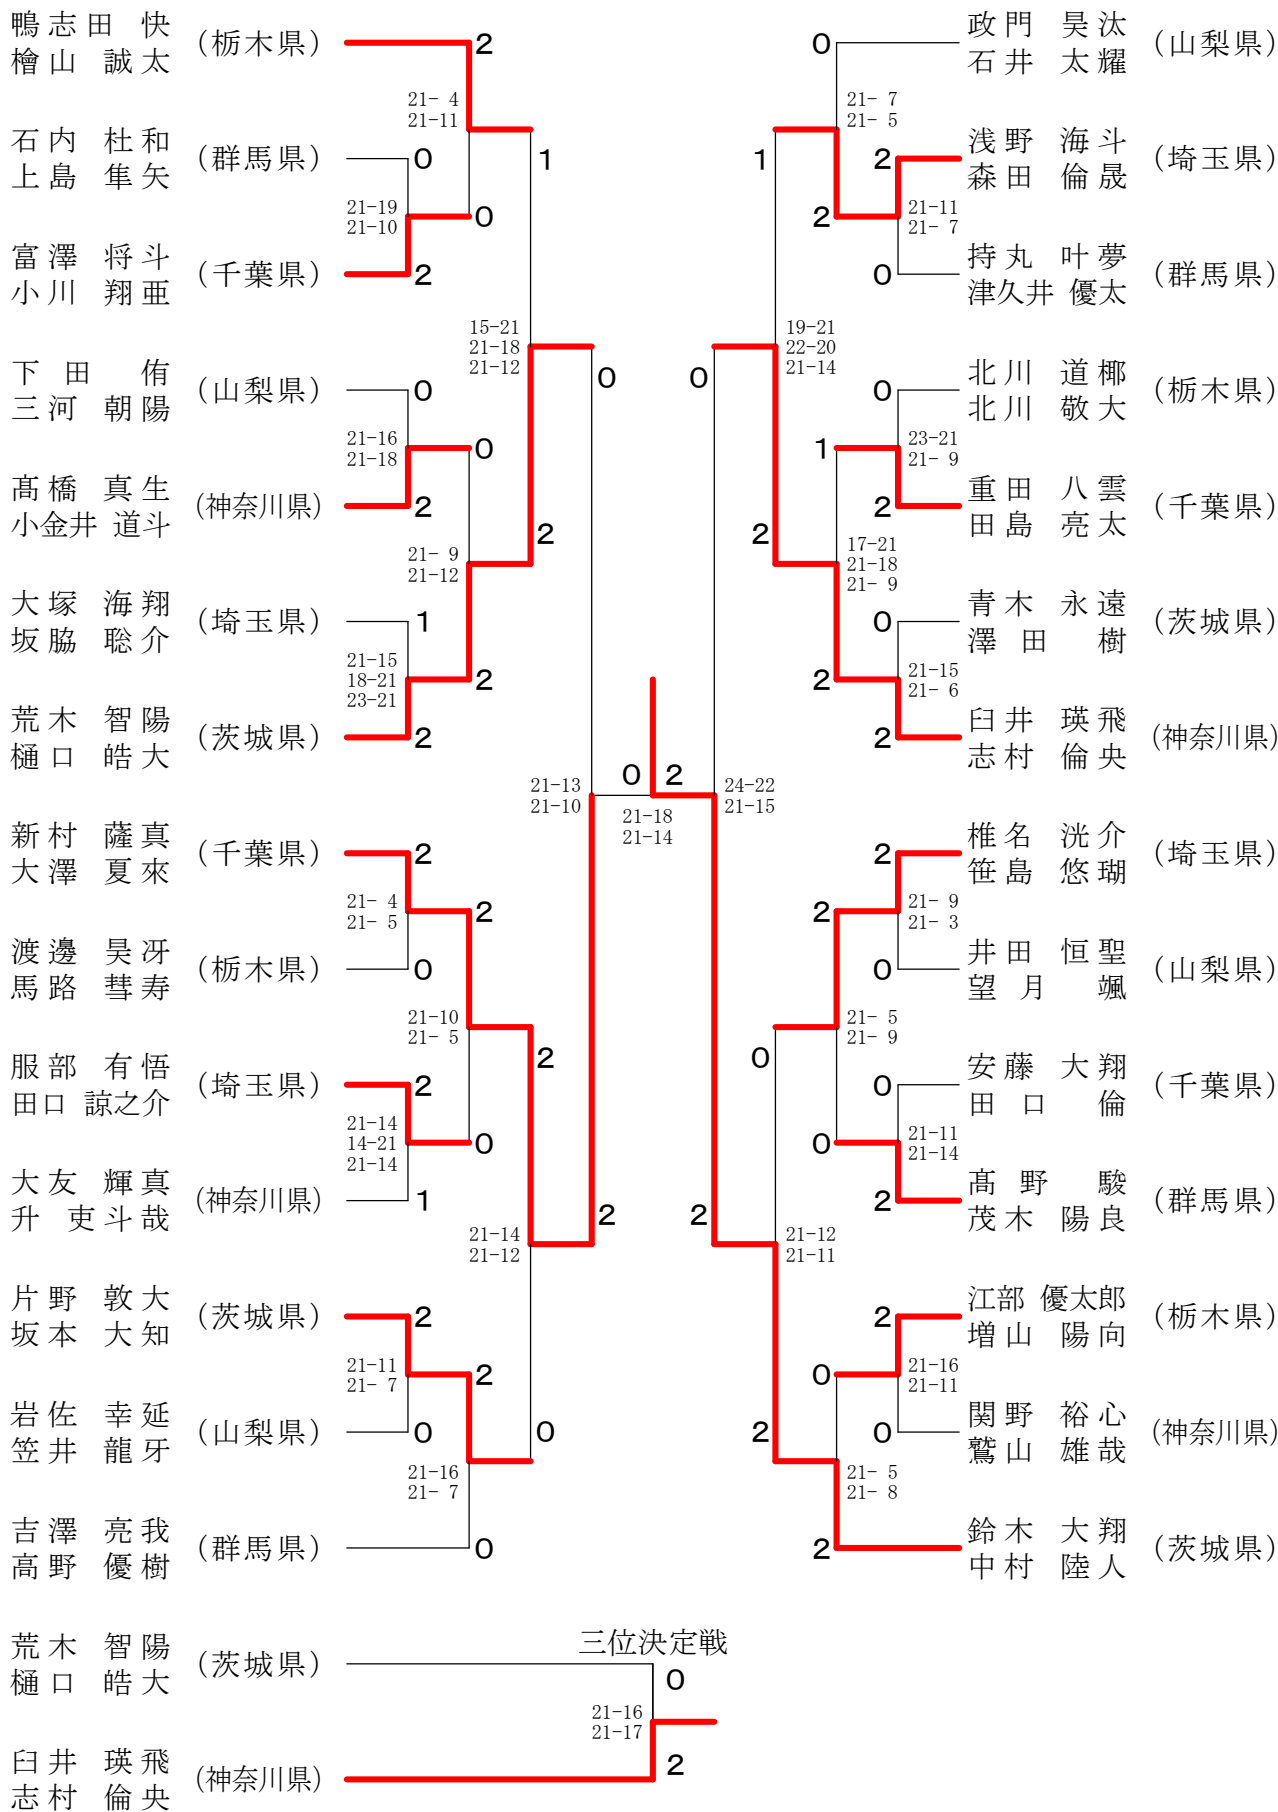 鴨志田 快
檜山 誠太
(栃木県)
2
21- 4
21-11
石内 杜和
上島 隼矢
(群馬県)
0
21-19
21-10
0
富澤 将斗
小川 翔亜
(千葉県)
2
1
15-21
21-18
21-12
下田 侑
三河 朝陽
(山梨県)
0
21-16
21-18
0
髙橋 真生
小金井 道斗
(神奈川県)
2
21- 9
21-12
2
大塚 海翔
坂脇 聡介
(埼玉県)
1
21-15
18-21
23-21
2
荒木 智陽
樋口 皓大
(茨城県)
2
0
21-13
21-10
新村 薩真
大澤 夏來
(千葉県)
2
21- 4
21- 5
2
渡邊 昊冴
馬路 彗寿
(栃木県)
0
21-10
21- 5
2
服部 有悟
田口 諒之介
(埼玉県)
2
21-14
14-21
21-14
0
大友 輝真
升 吏斗哉
(神奈川県)
1
21-14
21-12
2
片野 敦大
坂本 大知
(茨城県)
2
21-11
21- 7
2
岩佐 幸延
笠井 龍牙
(山梨県)
0
21-16
21- 7
0
吉澤 亮我
高野 優樹
(群馬県)
0
0 2
21-18
21-14
0
政門 昊汰
石井 太耀
(山梨県)
21- 7
21- 5
1
2
浅野 海斗
森田 倫晟
(埼玉県)
2
21-11
21- 7
0
持丸 叶夢
津久井 優太
(群馬県)
19-21
22-20
21-14
0
0
北川 道椰
北川 敬大
(栃木県)
1
23-21
21- 9
2
重田 八雲
田島 亮太
(千葉県)
2
17-21
21-18
21- 9
0
青木 永遠
澤田 樹
(茨城県)
2
21-15
21- 6
2
臼井 瑛飛
志村 倫央
(神奈川県)
24-22
21-15
2
椎名 洸介
笹島 悠瑚
(埼玉県)
2
21- 9
21- 3
0
井田 恒聖
望月 颯
(山梨県)
0
21- 5
21- 9
0
安藤 大翔
田口 倫
(千葉県)
0
21-11
21-14
2
髙野 駿
茂木 陽良
(群馬県)
2
21-12
21-11
2
江部 優太郎
増山 陽向
(栃木県)
0
21-16
21-11
0
関野 裕心
鷲山 雄哉
(神奈川県)
2
21- 5
21- 8
2
鈴木 大翔
中村 陸人
(茨城県)
三位決定戦
荒木 智陽
樋口 皓大
(茨城県)
0
21-16
21-17
臼井 瑛飛
志村 倫央
(神奈川県)
2